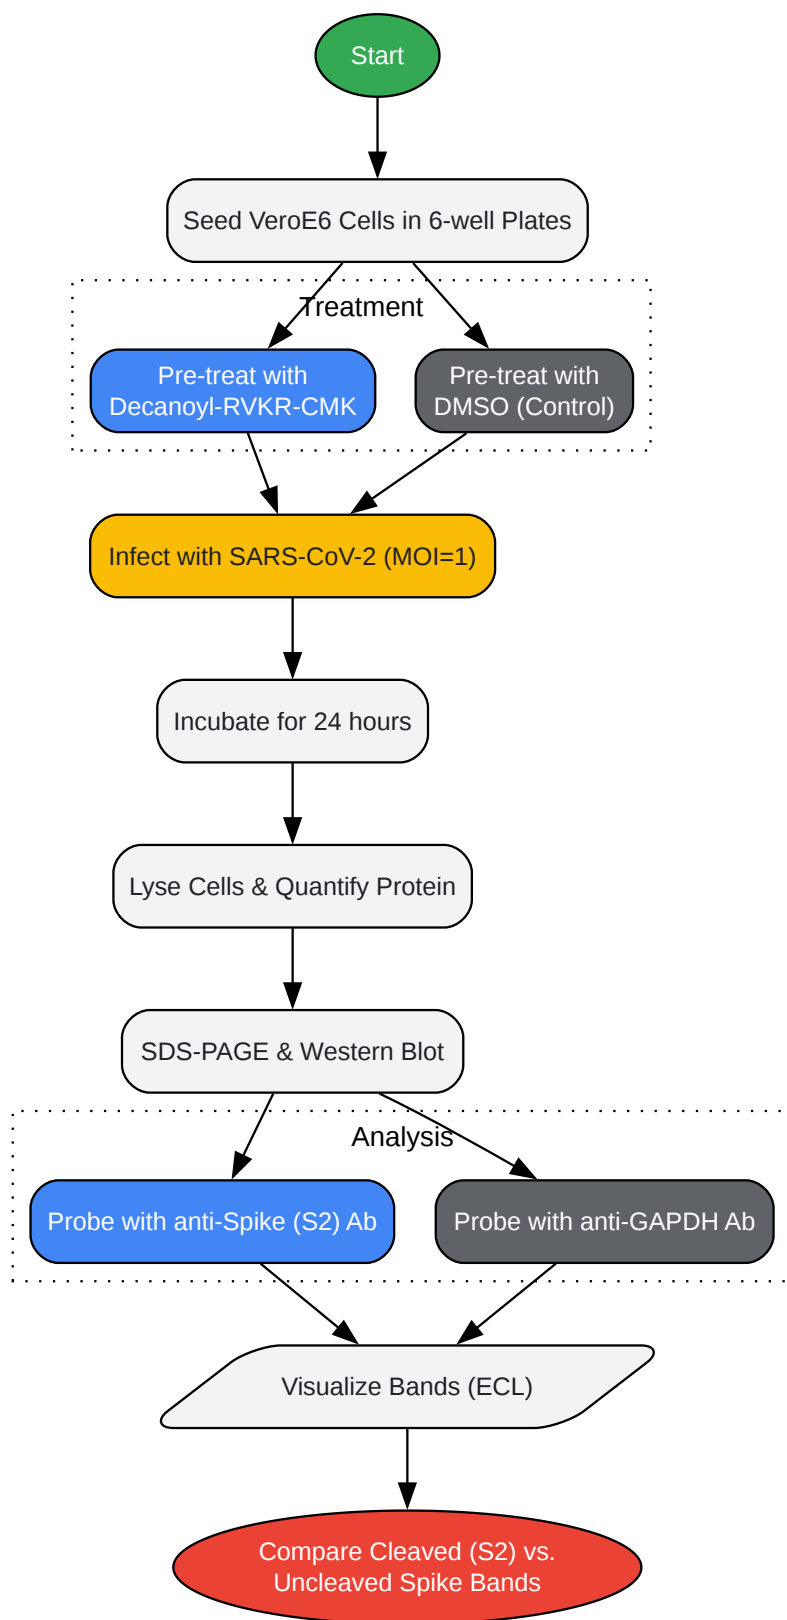 Start
Seed VeroE6 Cells in 6-well Plates
Treatment
Pre-treat with
Decanoyl-RVKR-CMK
Pre-treat with
DMSO (Control)
Infect with SARS-CoV-2 (MOI=1)
Incubate for 24 hours
Lyse Cells & Quantify Protein
SDS-PAGE & Western Blot
Analysis
Probe with anti-Spike (S2) Ab
Probe with anti-GAPDH Ab
Visualize Bands (ECL)
Compare Cleaved (S2) vs.
Uncleaved Spike Bands